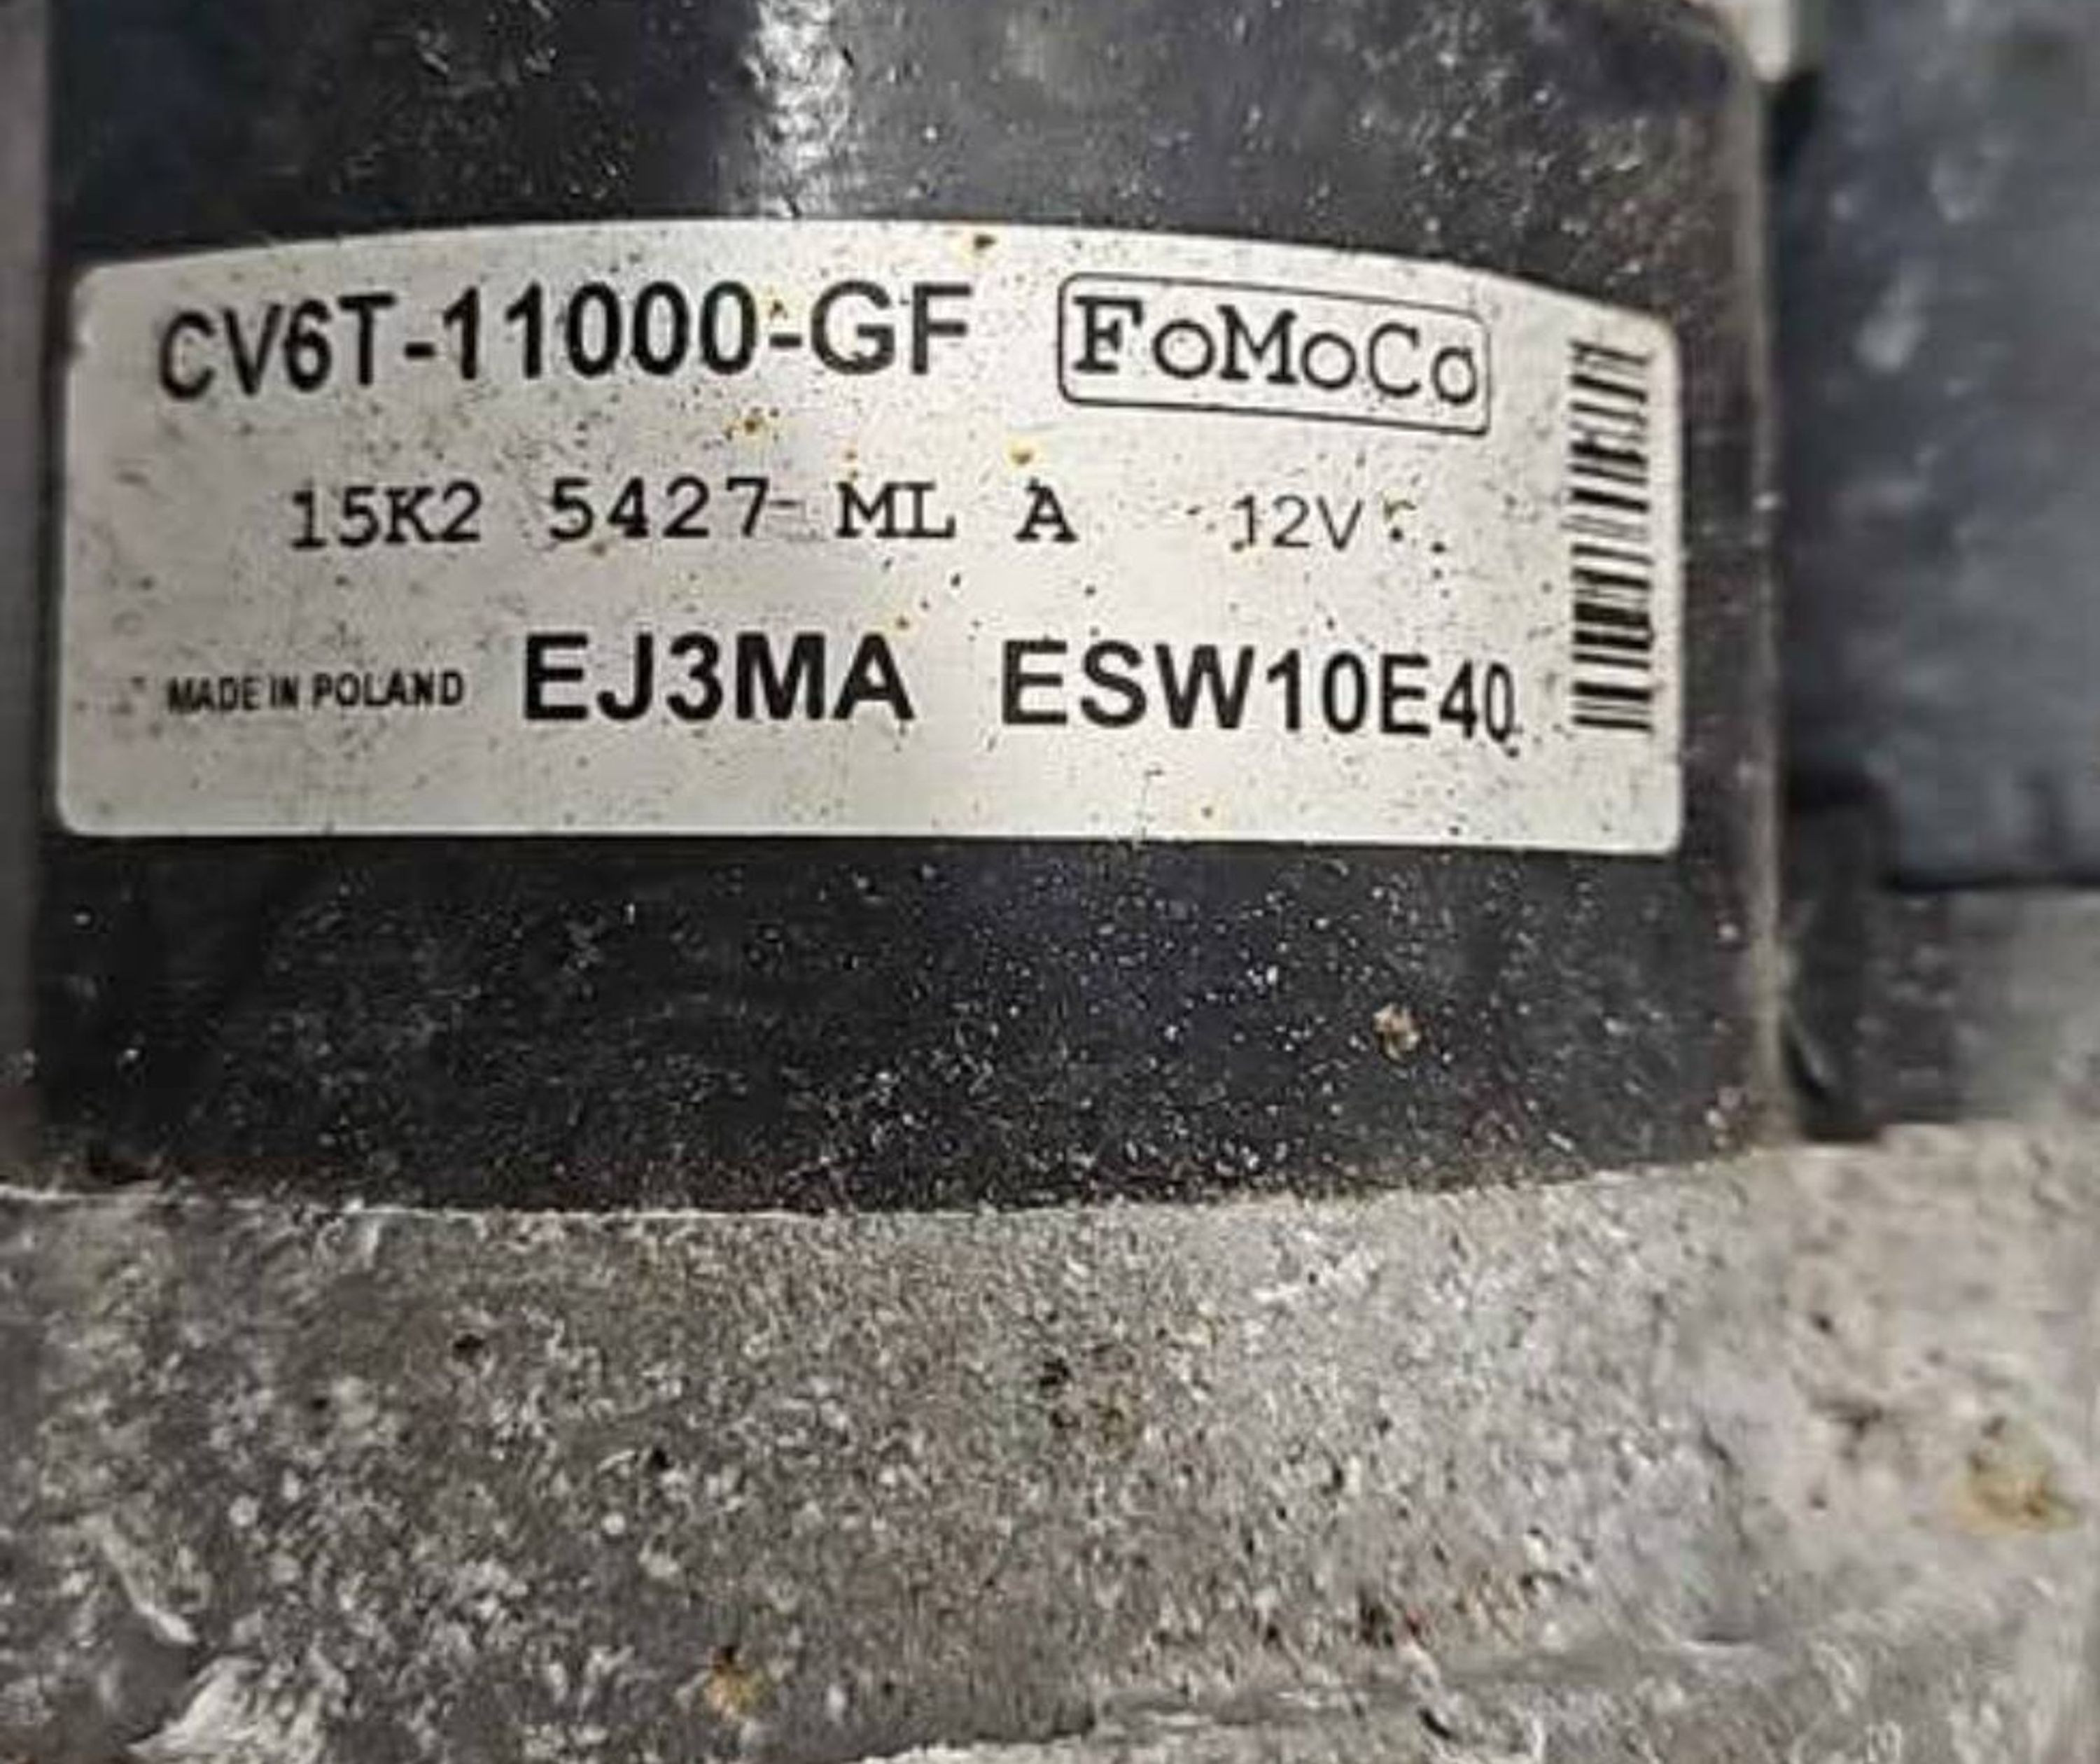 CV6T-11000-GF FoMoCo
15K2 5427 ML A 12V
MADE IN POLAND EJ3MA ESW10E40